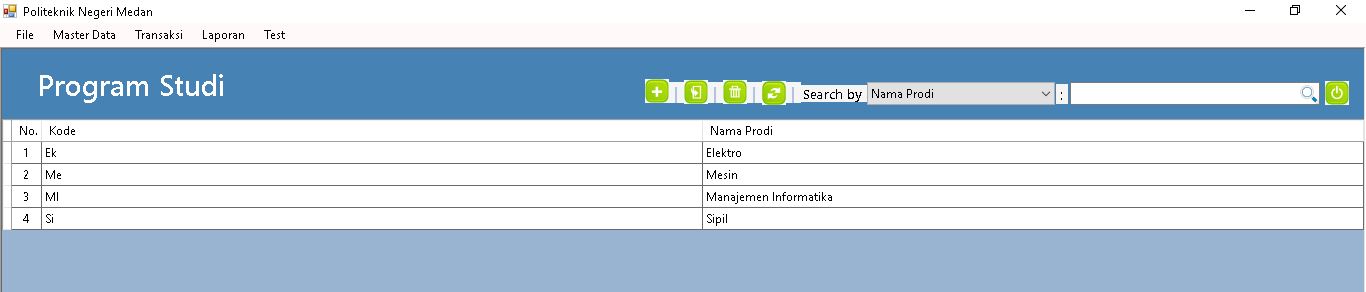 Politeknik Negeri Medan
File Master Data Transaksi Laporan Test
Program Studi
Search by Nama Prodi :
No. Kode Nama Prodi
1 Ek Elektro
2 Me Mesin
3 MI Manajemen Informatika
4 Si Sipil